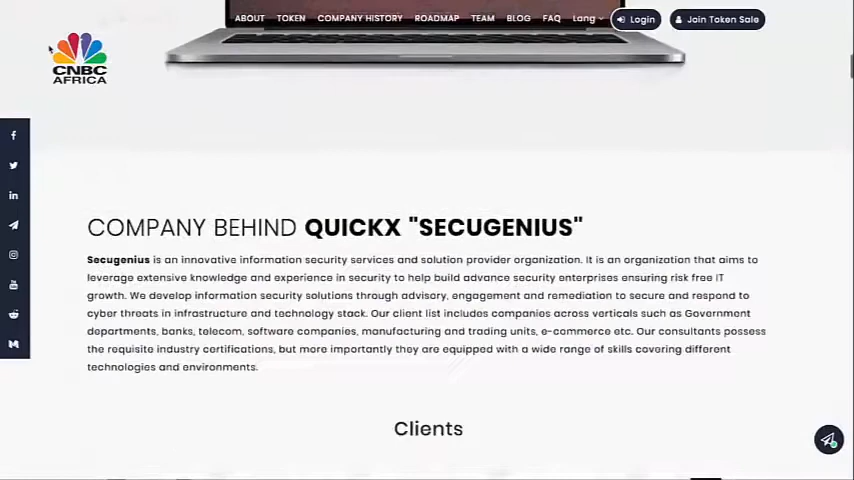 ABOUT TOKEN COMPANY HISTORY ROADMAP TEAM BLOG FAQ Lang Login Join Token Sale
CNBC
AFRICA
COMPANY BEHIND QUICKX "SECUGENIUS"
Secugenius is an innovative information security services and solution provider organization. It is an organization that aims to
leverage extensive knowledge and experience in security to help build advance security enterprises ensuring risk free IT
growth. We develop information security solutions through advisory, engagement and remediation to secure and respond to
cyber threats in infrastructure and technology stack. Our client list includes companies across verticals such as Government
departments, banks, telecom, software companies, manufacturing and trading units, e-commerce etc. Our consultants possess
the requisite industry certifications, but more importantly they are equipped with a wide range of skills covering different
technologies and environments.
Clients